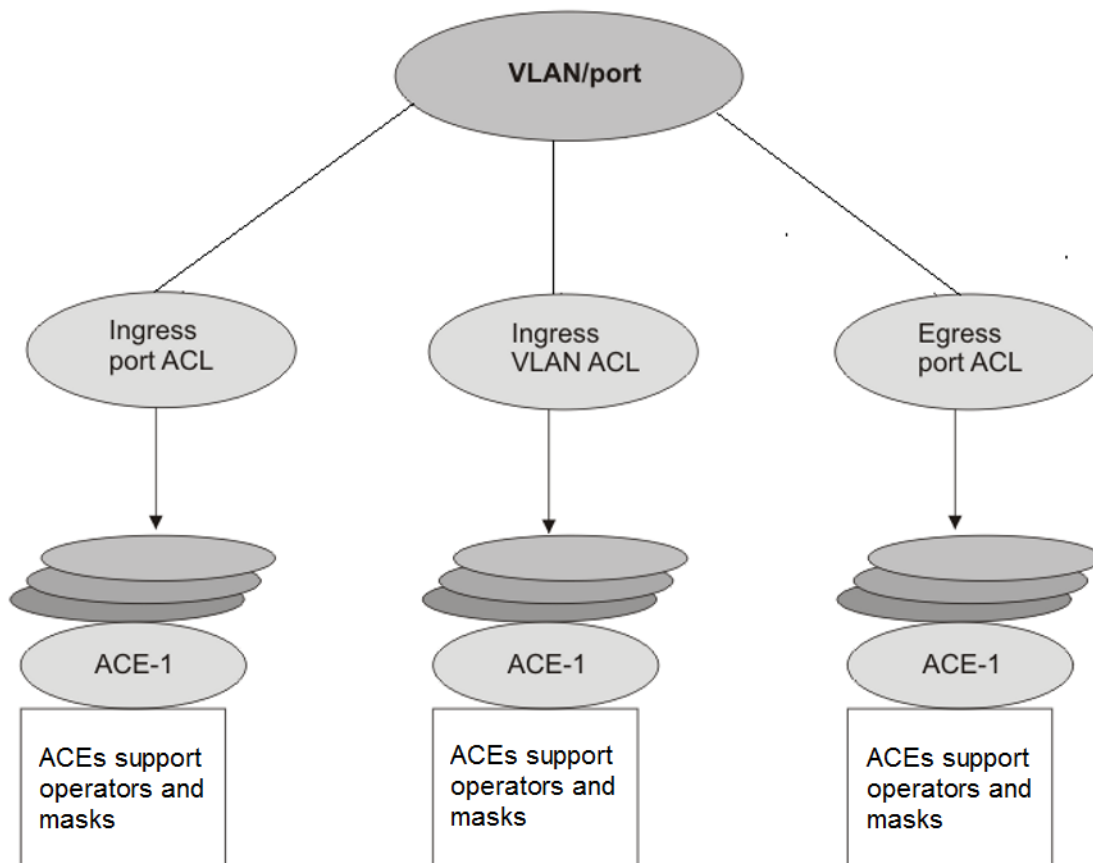 VLAN/port
Ingress
port ACL
Ingress
VLAN ACL
Egress
port ACL
ACE-1
ACE-1
ACE-1
ACEs support
operators and
masks
ACEs support
operators and
masks
ACEs support
operators and
masks